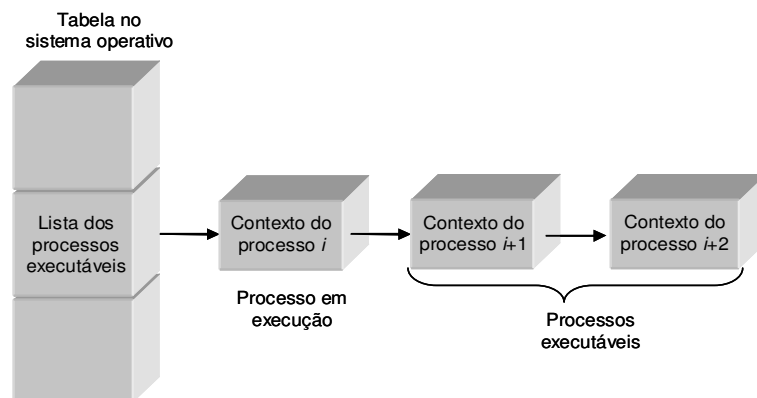 Tabela no
sistema operativo
Lista dos
processos
executáveis
Contexto do
processo i
Contexto do
processo i+1
Contexto do
processo i+2
Processo em
execução
Processos
executáveis